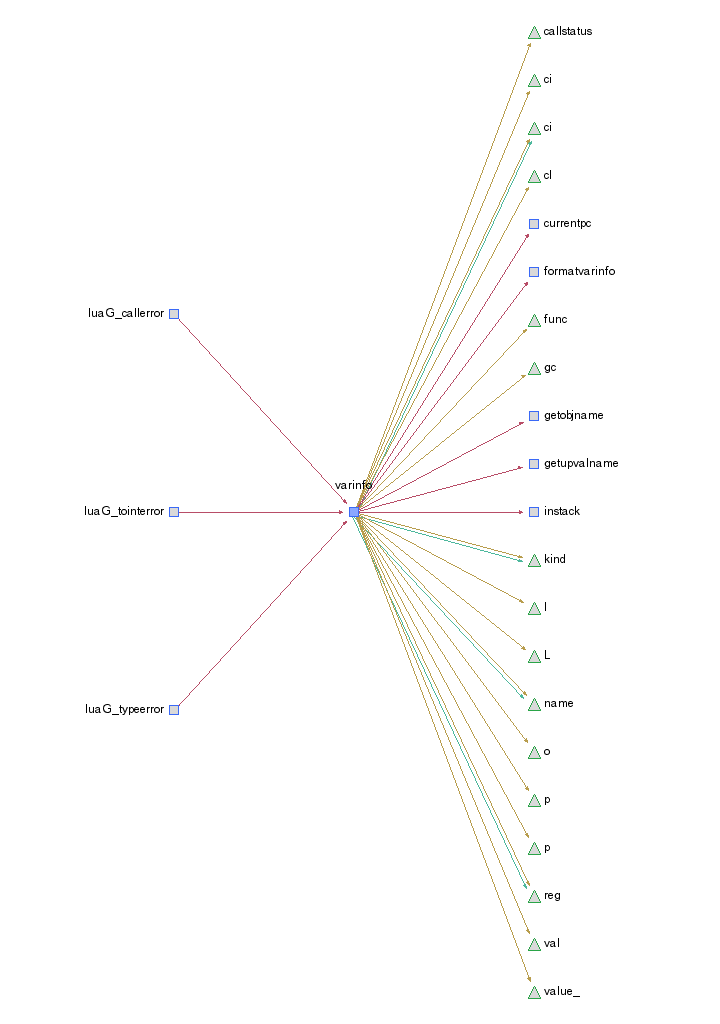 callstatus
ci
ci
cl
currentpc
formatvarinfo
luaG_callerror
func
gc
getobjname
getupvalname
varinfo
luaG_tointerror
instack
kind
l
L
name
luaG_typeerror
o
p
p
reg
val
value_